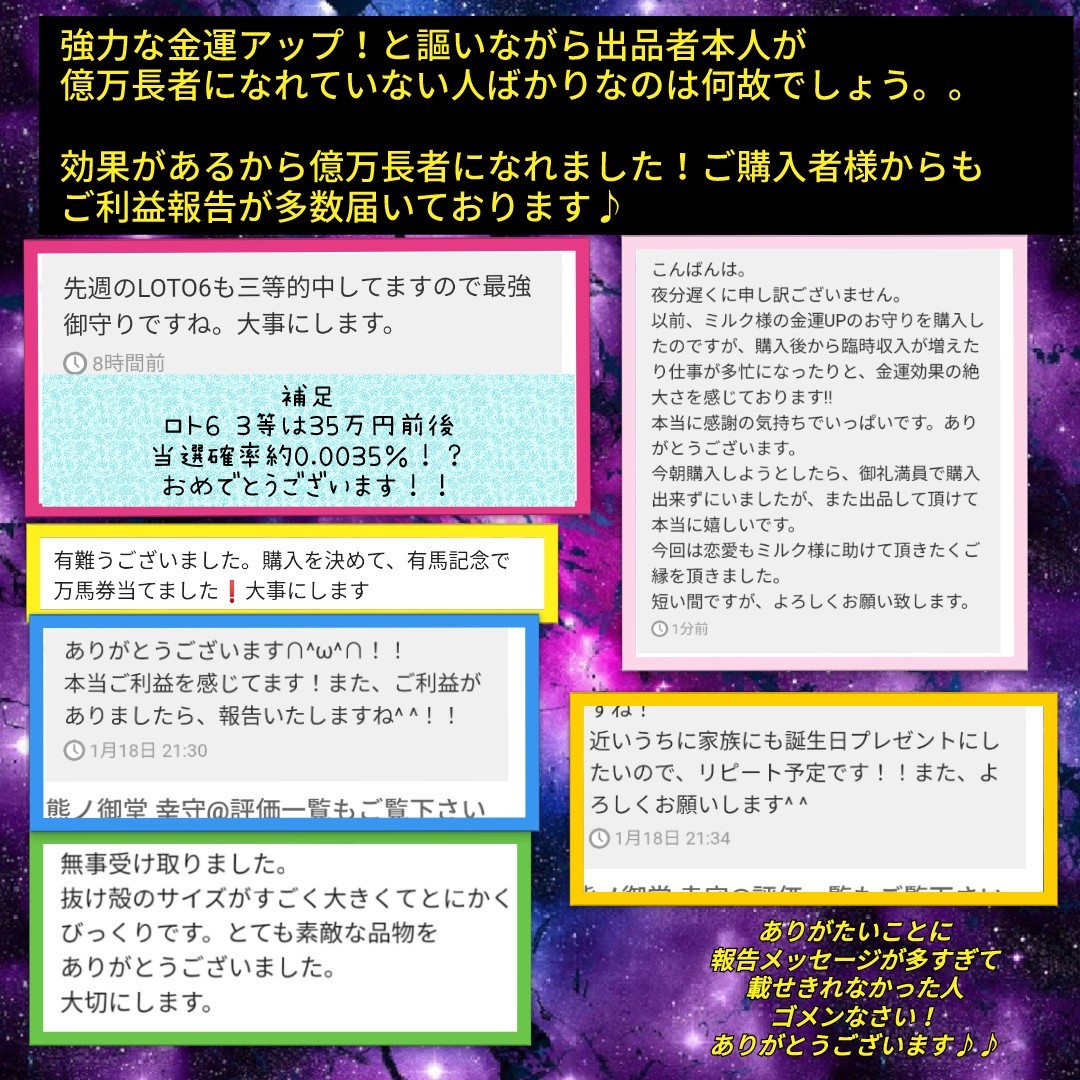 強力な金運アップ！と謳いながら出品者本人が
億万長者になれていない人ばかりなのは何故でしょう。。
効果があるから億万長者になれました！ご購入者様からも
ご利益報告が多数届いております♪
先週のLOTO6も三等的中してますので最強
御守りですね。大事にします。
8時間前
補足
ロト6 3等は35万円前後
当選確率約0.0035%！？
おめでとうございます！！
こんばんは。
夜分遅くに申し訳ございません。
以前、ミルク様の金運UPのお守りを購入し
たのですが、購入後から臨時収入が増えた
り仕事が多忙になったりと、金運効果の絶
大さを感じております!!
本当に感謝の気持ちでいっぱいです。あり
がとうございます。
今朝購入しようとしたら、御礼満員で購入
出来ずにいましたが、また出品して頂けて
本当に嬉しいです。
今回は恋愛もミルク様に助けて頂きたくご
縁を頂きました。
短い間ですが、よろしくお願い致します。
1分前
有難うございました。購入を決めて、有馬記念で
万馬券当てました❗大事にします
ありがとうございます∩^ω^∩！！
本当ご利益を感じてます！また、ご利益が
ありましたら、報告いたしますね^ ^！！
1月18日 21:30
熊ノ御堂 幸守@評価一覧もご覧下さい
無事受け取りました。
抜け殻のサイズがすごく大きくてとにかく
びっくりです。とても素敵な品物を
ありがとうございました。
大切にします。
すね！
近いうちに家族にも誕生日プレゼントにし
たいので、リピート予定です！！また、よ
ろしくお願いします^ ^
1月18日 21:34
ありがたいことに
報告メッセージが多すぎて
載せきれなかった人
ゴメンなさい！
ありがとうございます♪♪